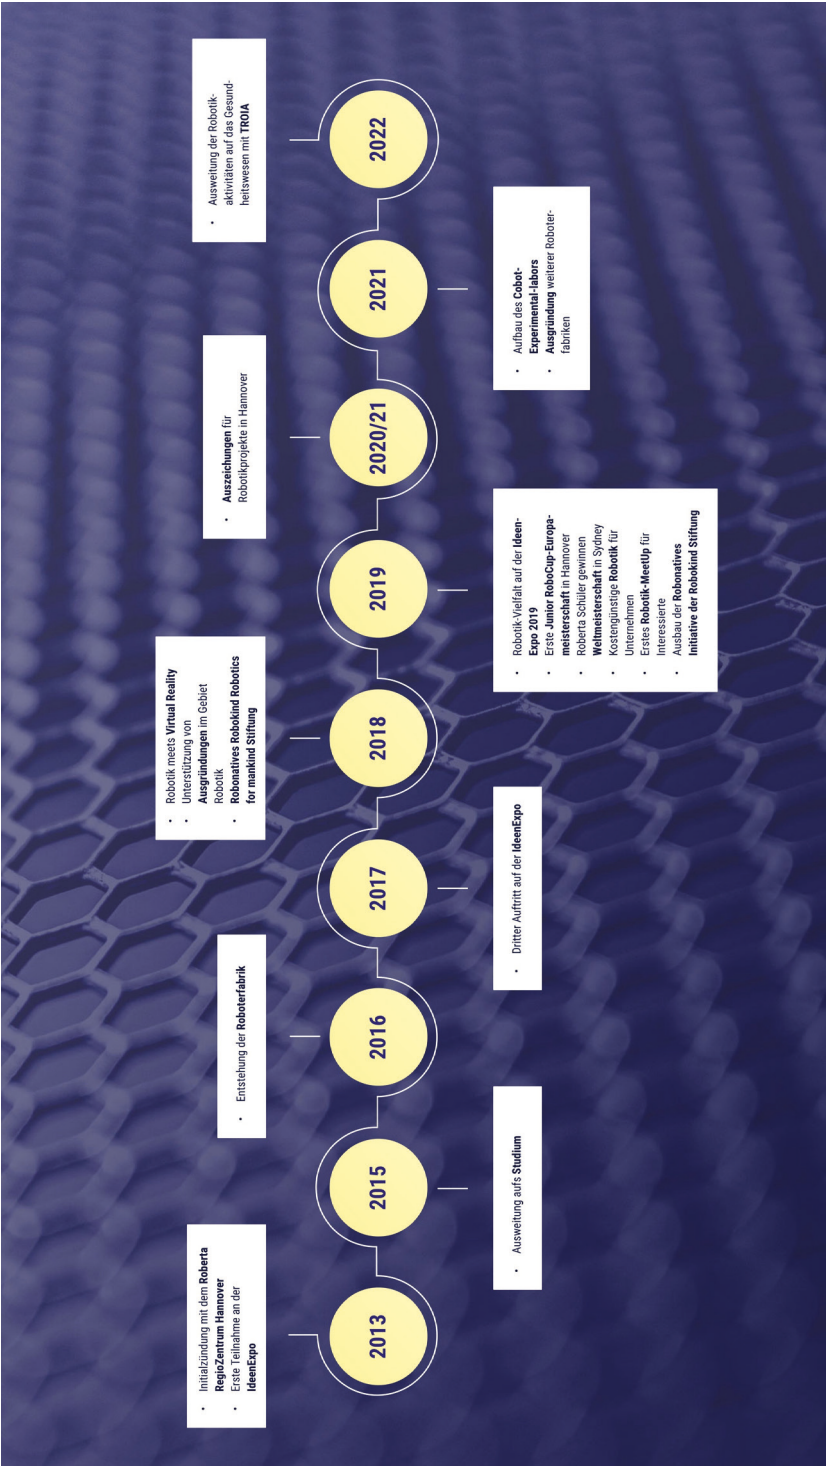 2013
• Initialzündung mit dem Roberta
RegioZentrum Hannover
• Erste Teilnahme an der
IdeenExpo
2015
• Ausweitung aufs Studium
2016
• Entstehung der Roboterfabrik
2017
• Dritter Auftritt auf der IdeenExpo
2018
• Robotik meets Virtual Reality
• Unterstützung von
Ausgründungen im Gebiet
Robotik
• Robonatives Robokind Robotics
for mankind Stiftung
2019
• Robotik-Vielfalt auf der Ideen-
Expo 2019
• Erste Junior RoboCup-Europa-
meisterschaft in Hannover
• Roberta Schüler gewinnen
Weltmeisterschaft in Sydney
• Kostengünstige Robotik für
Unternehmen
• Erstes Robotik-MeetUp für
Interessierte
• Ausbau der Robonatives
Initiative der Robokind Stiftung
2020/21
• Auszeichungen für
Robotikprojekte in Hannover
2021
• Aufbau des Cobot-
Experimental-labors
• Ausgründung weiterer Roboter-
fabriken
2022
• Ausweitung der Robotik-
aktivitäten auf das Gesund-
heitswesen mit TROIA